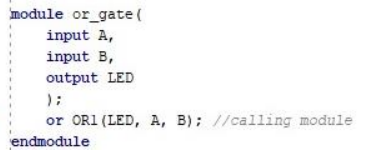 module or_gate(
    input A,
    input B,
    output LED
    );
    or OR1(LED, A, B); //calling module
endmodule